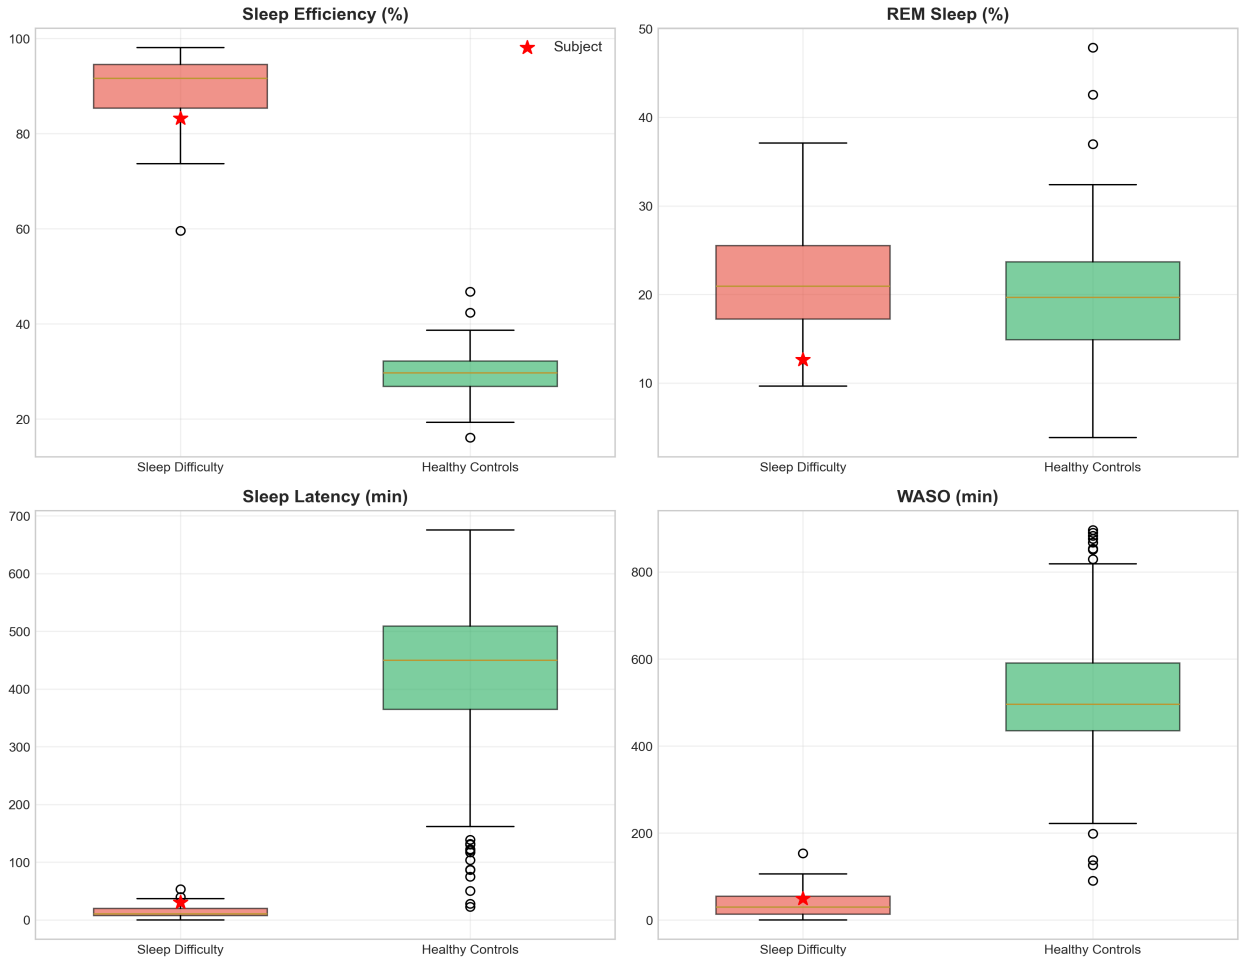 Sleep Efficiency (%)
100
80
60
40
20
Subject
Sleep Difficulty
Healthy Controls
REM Sleep (%)
50
40
30
20
10
Sleep Difficulty
Healthy Controls
Sleep Latency (min)
700
600
500
400
300
200
100
0
Sleep Difficulty
Healthy Controls
WASO (min)
800
600
400
200
0
Sleep Difficulty
Healthy Controls